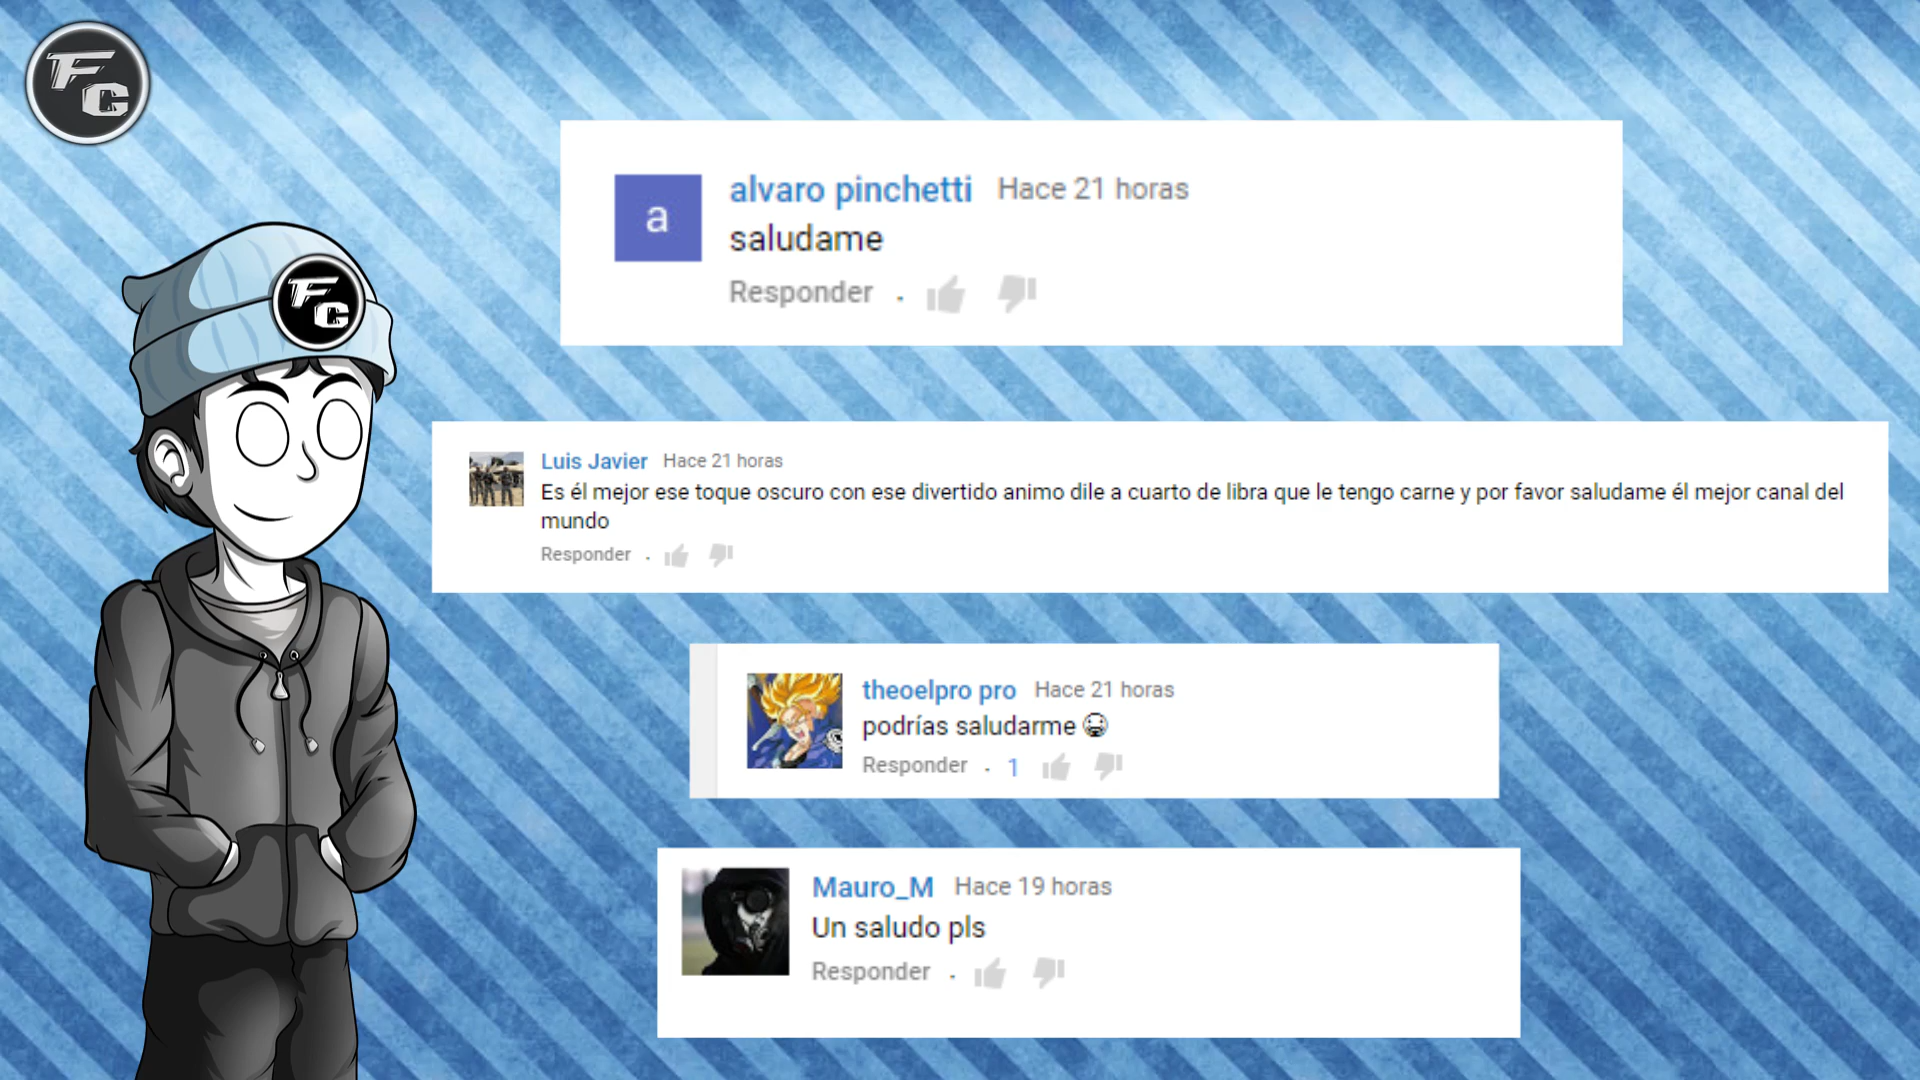 FC
FC
a
alvaro pinchetti Hace 21 horas
saludame
Responder .
Luis Javier Hace 21 horas
Es él mejor ese toque oscuro con ese divertido animo dile a cuarto de libra que le tengo carne y por favor saludame él mejor canal del
mundo
Responder .
theoelpro pro Hace 21 horas
podrías saludarme 😀
Responder . 1
Mauro_M Hace 19 horas
Un saludo pls
Responder .